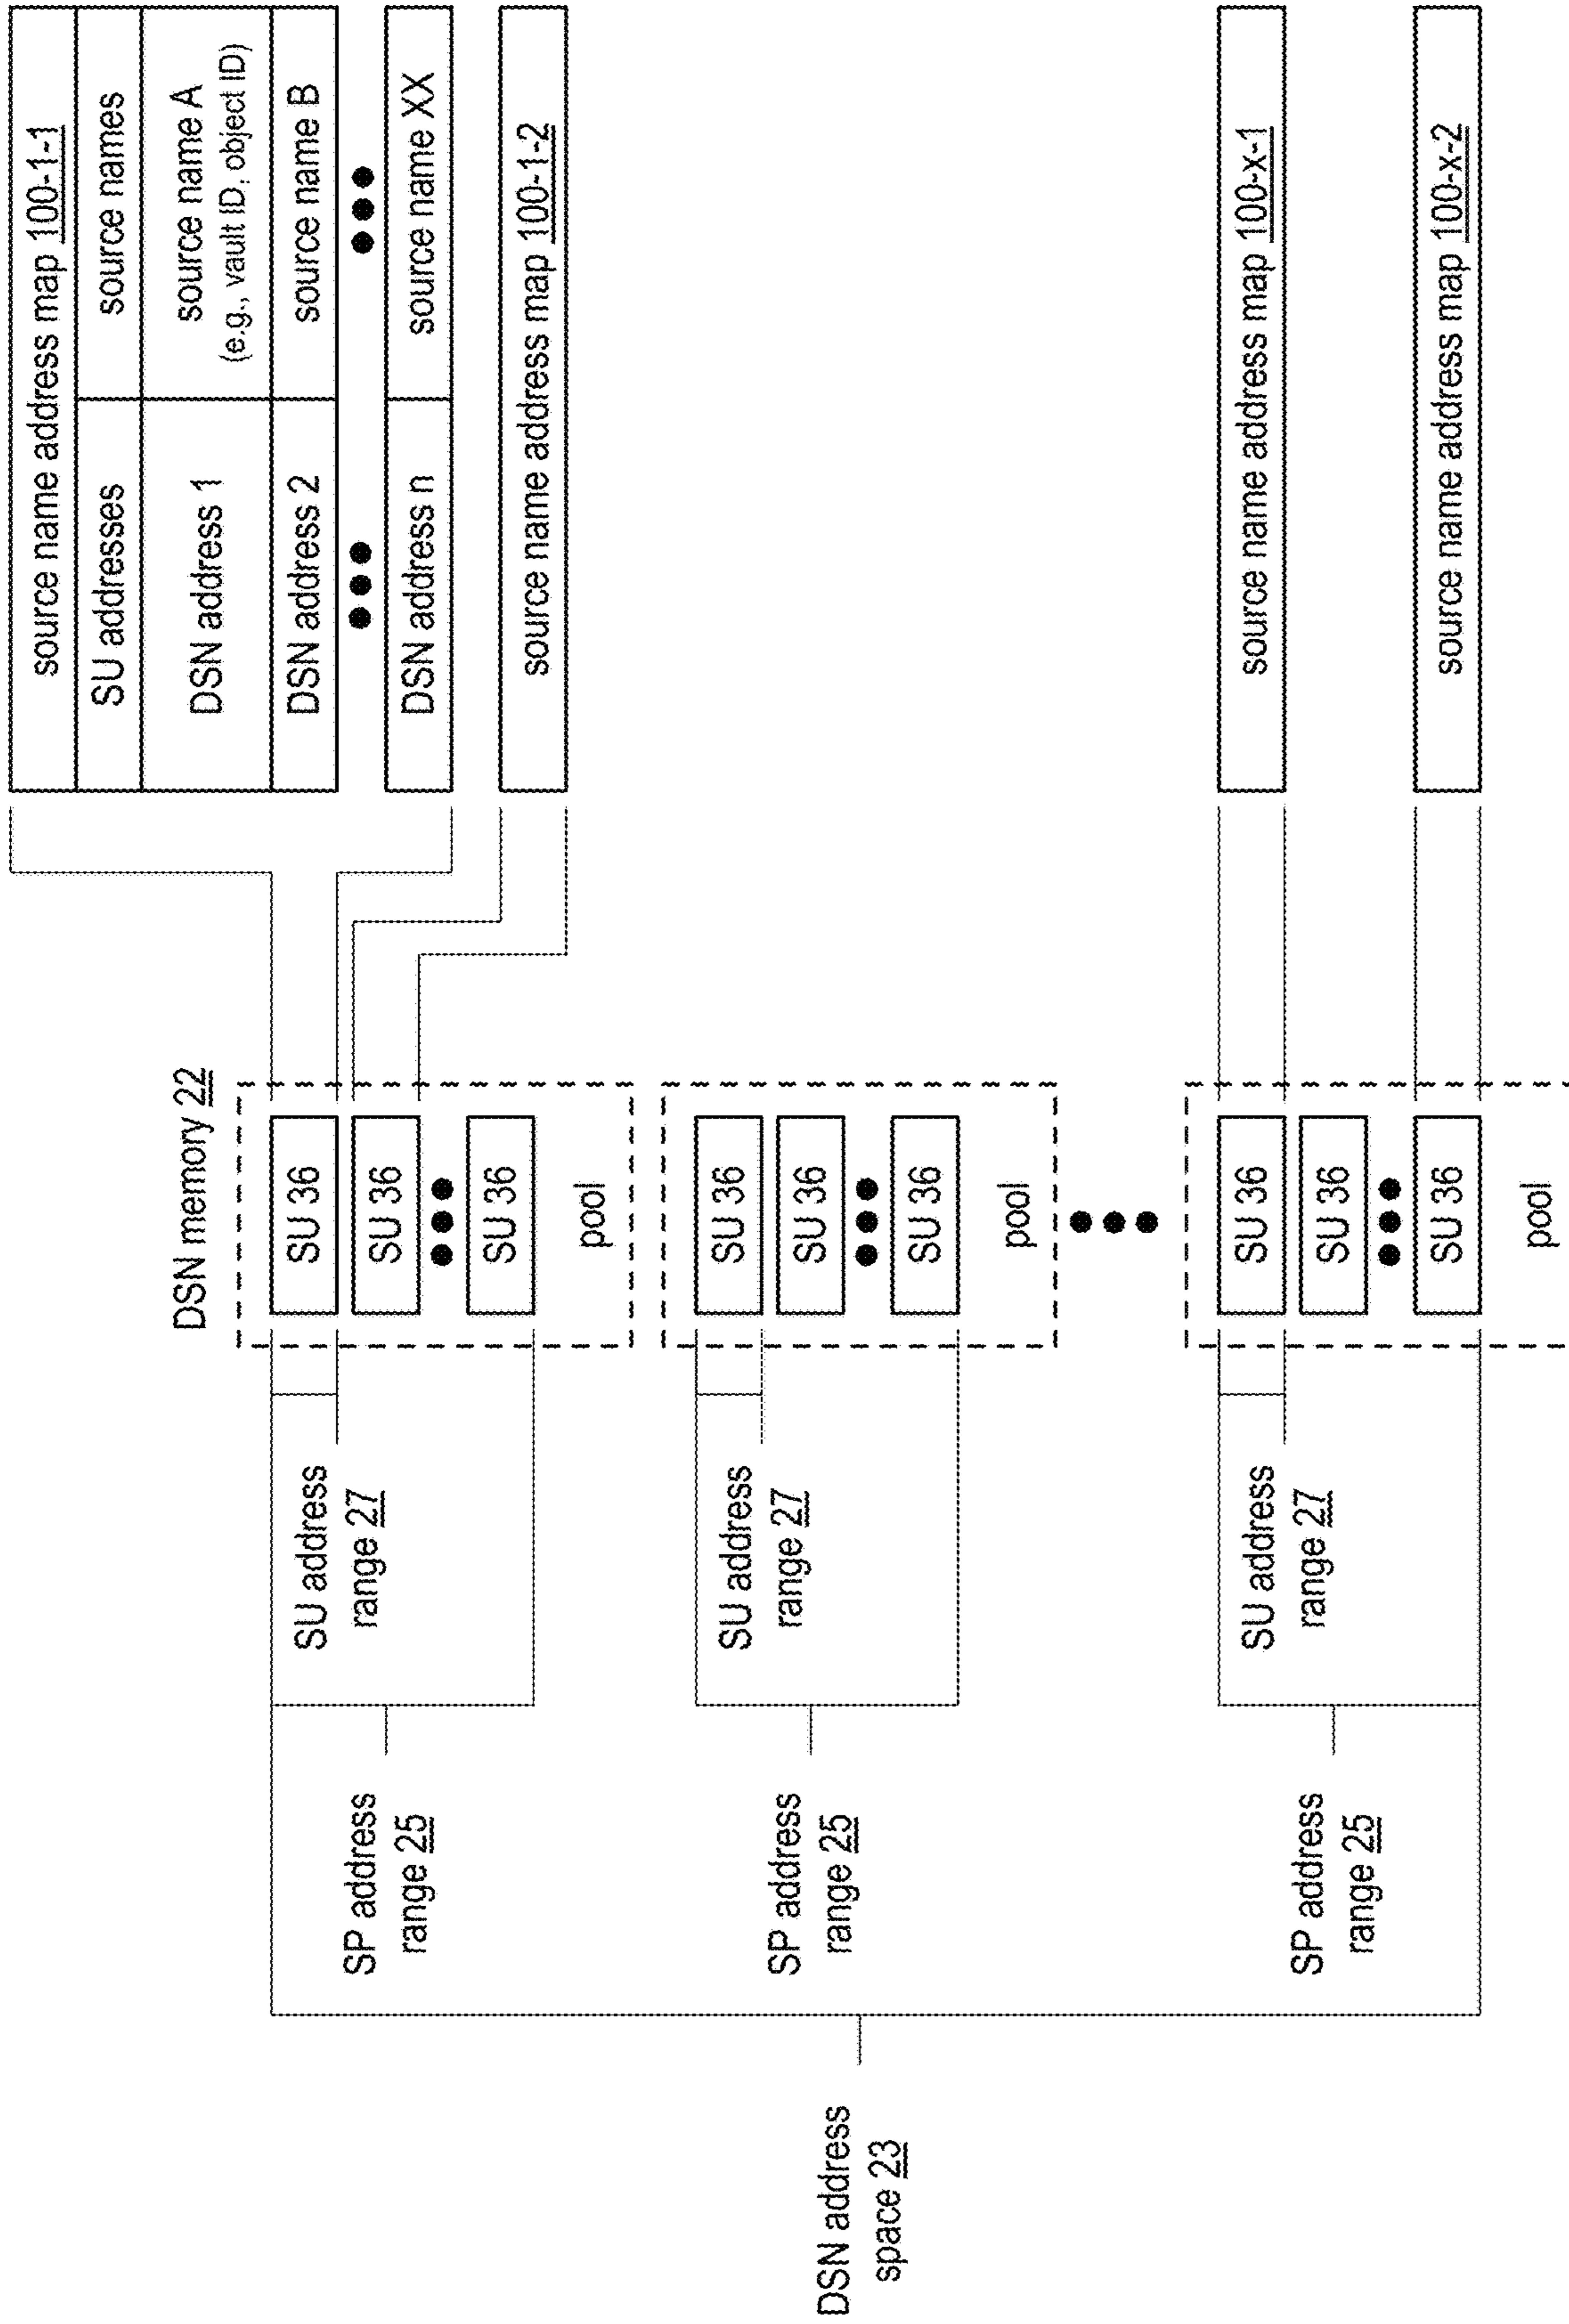 DSN memory 22
DSN address
space 23
SP address
range 25
SU address
range 27
SU 36
SU 36
SU 36
pool
source name address map 100-1-1
SU addresses
source names
DSN address 1
source name A
(e.g., vault ID, object ID)
DSN address 2
source name B
DSN address n
source name XX
source name address map 100-1-2
SP address
range 25
SU address
range 27
SU 36
SU 36
SU 36
pool
SP address
range 25
SU address
range 27
SU 36
SU 36
SU 36
pool
source name address map 100-x-1
source name address map 100-x-2